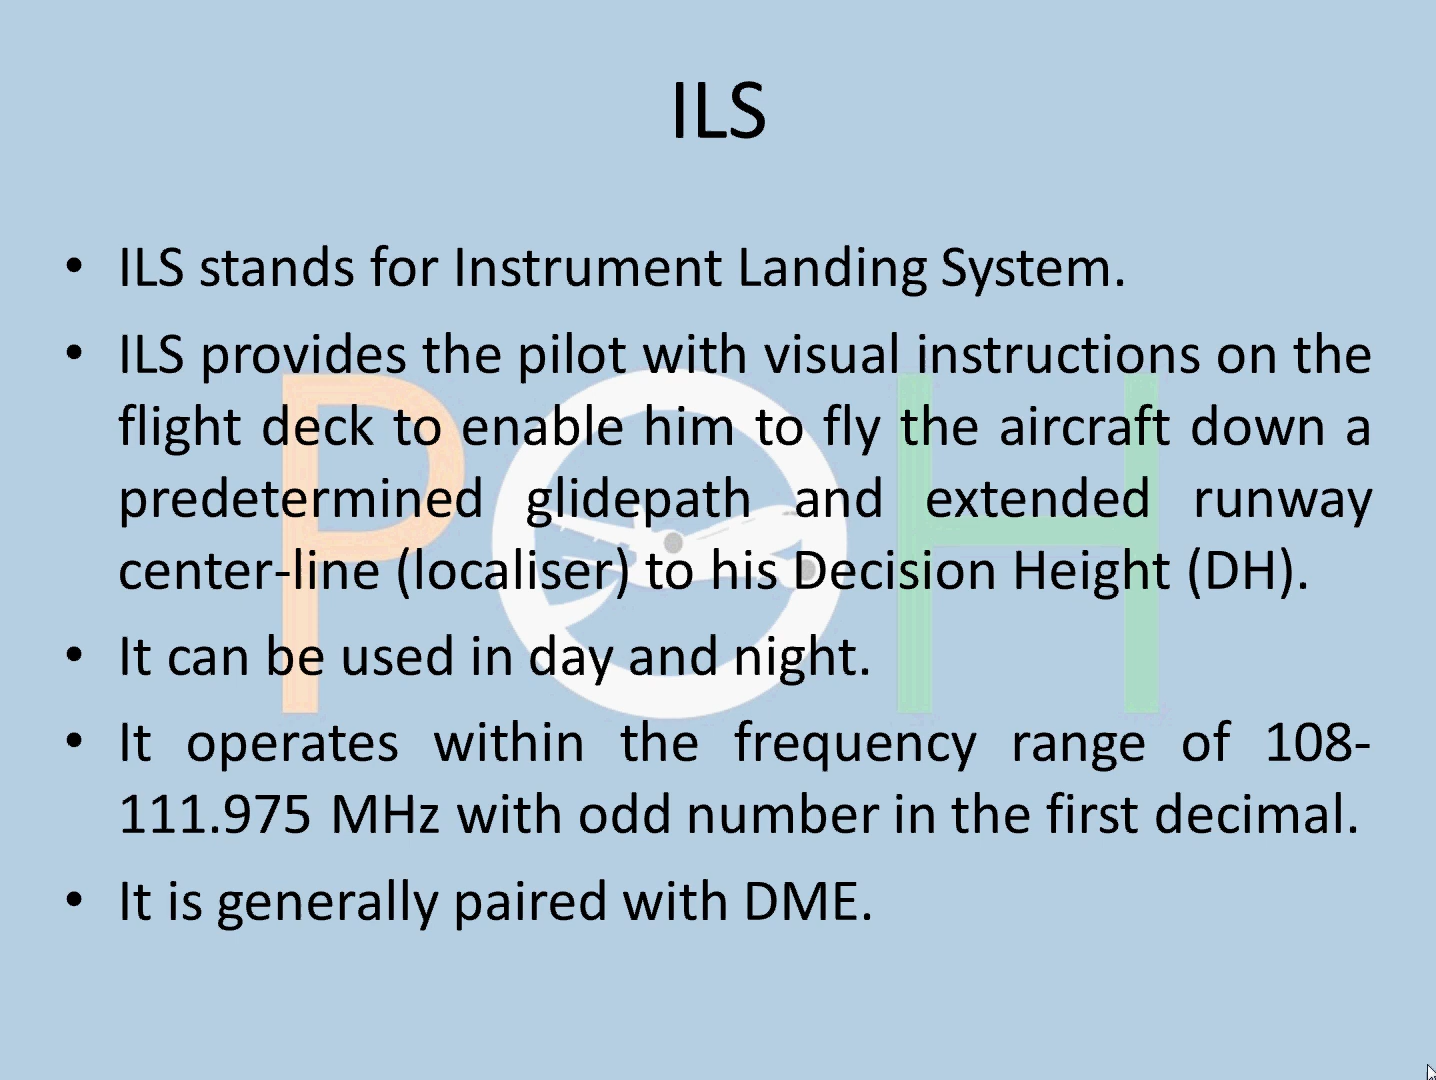 ILS
• ILS stands for Instrument Landing System.
• ILS provides the pilot with visual instructions on the
flight deck to enable him to fly the aircraft down a
predetermined glidepath and extended runway
center-line (localiser) to his Decision Height (DH).
• It can be used in day and night.
• It operates within the frequency range of 108-
111.975 MHz with odd number in the first decimal.
• It is generally paired with DME.
POH